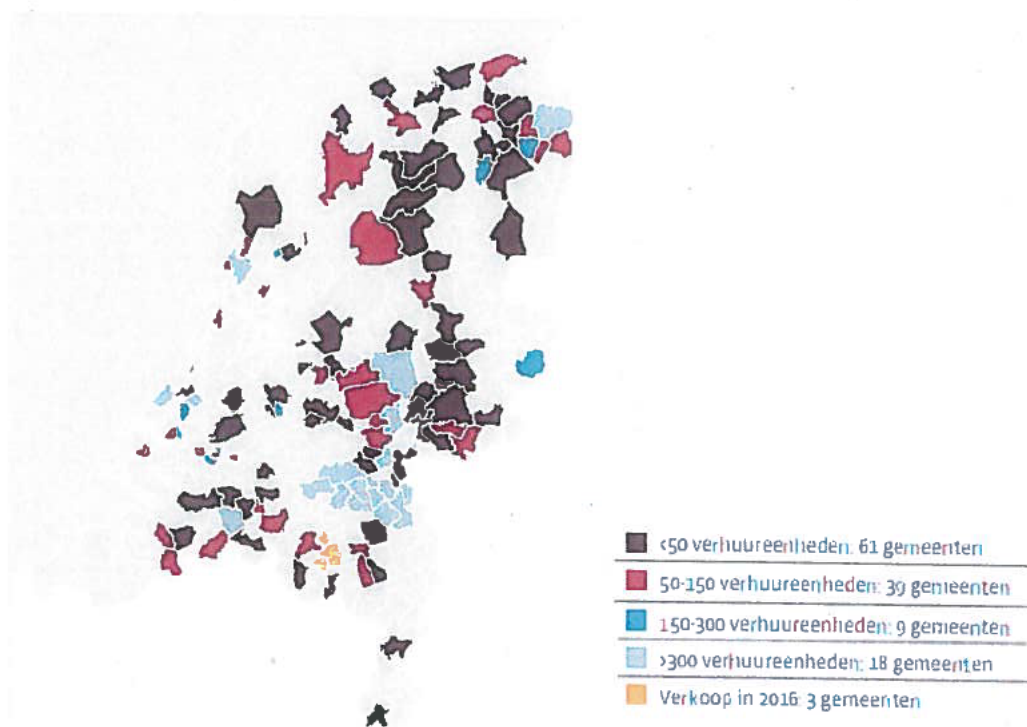 <50 verhuureenheden: 61 gemeenten
50-150 verhuureenheden: 39 gemeenten
150-300 verhuureenheden: 9 gemeenten
>300 verhuureenheden: 18 gemeenten
Verkoop in 2016: 3 gemeenten